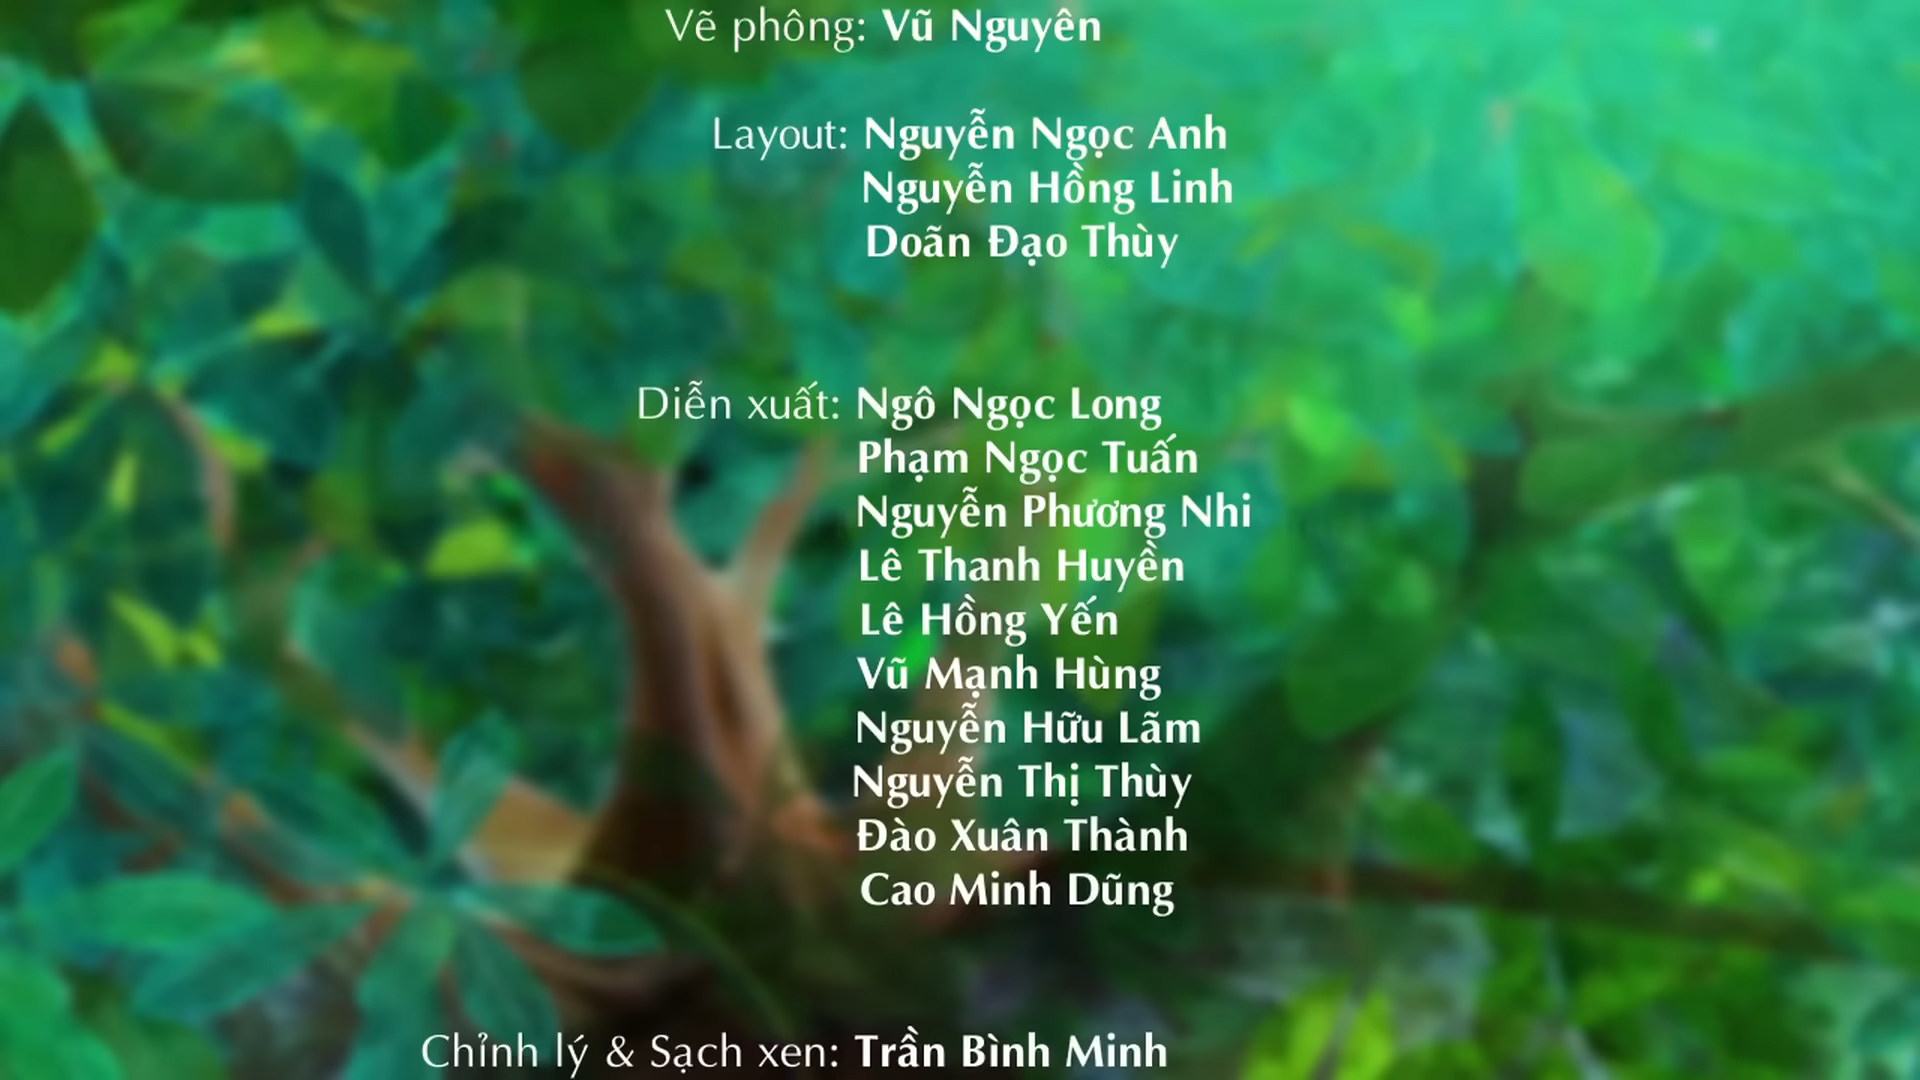 Vẽ phông: Vũ Nguyên
Layout: Nguyễn Ngọc Anh
Nguyễn Hồng Linh
Doãn Đạo Thùy
Diễn xuất: Ngô Ngọc Long
Phạm Ngọc Tuấn
Nguyễn Phương Nhi
Lê Thanh Huyền
Lê Hồng Yến
Vũ Mạnh Hùng
Nguyễn Hữu Lãm
Nguyễn Thị Thùy
Đào Xuân Thành
Cao Minh Dũng
Chỉnh lý & Sạch xen: Trần Bình Minh